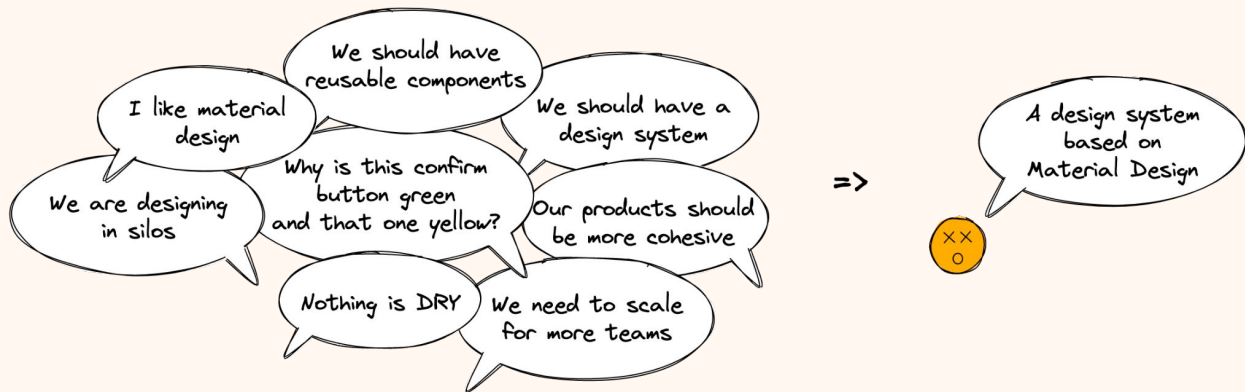 We should have
reusable components
I like material
design
We should have a
design system
Why is this confirm
button green
and that one yellow?
We are designing
in silos
Our products should
be more cohesive
Nothing is DRY
We need to scale
for more teams
=>
A design system
based on
Material Design